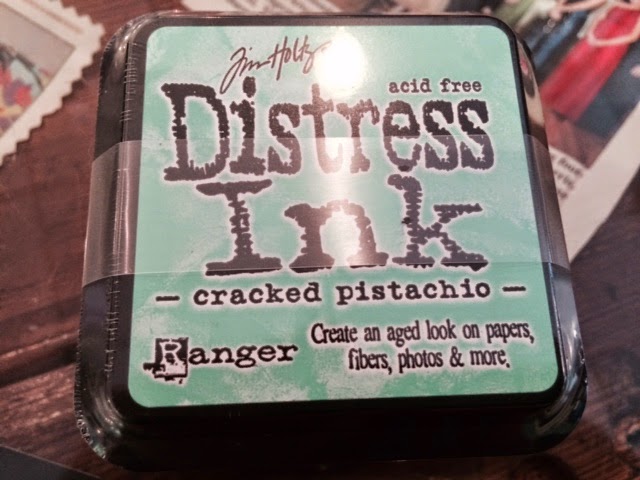 Tim Holtz
acid free
Distress
Ink
- cracked pistachio -
Ranger
Create an aged look on papers,
fibers, photos & more.